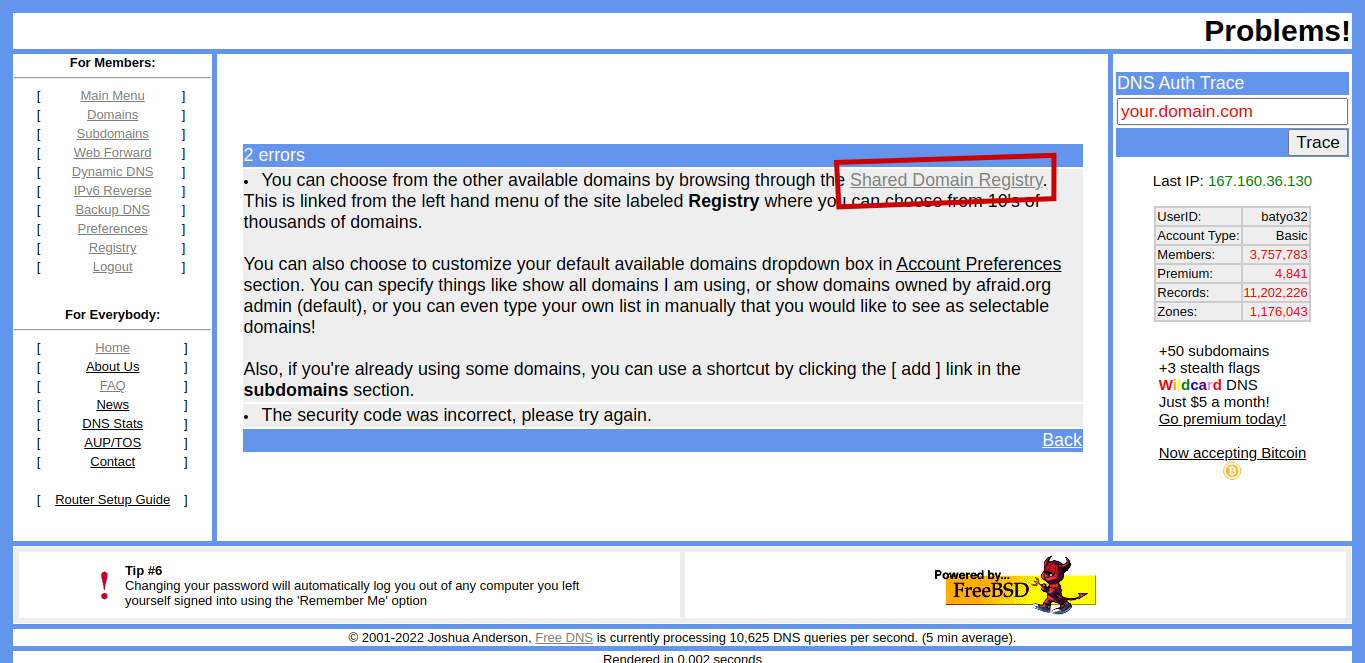 Problems!
For Members:
[ Main Menu ]
[ Domains ]
[ Subdomains ]
[ Web Forward ]
[ Dynamic DNS ]
[ IPv6 Reverse ]
[ Backup DNS ]
[ Preferences ]
[ Registry ]
[ Logout ]
For Everybody:
[ Home ]
[ About Us ]
[ FAQ ]
[ News ]
[ DNS Stats ]
[ AUP/TOS ]
[ Contact ]
[ Router Setup Guide ]
2 errors
• You can choose from the other available domains by browsing through the Shared Domain Registry.
This is linked from the left hand menu of the site labeled Registry where you can choose from 10's of
thousands of domains.
You can also choose to customize your default available domains dropdown box in Account Preferences
section. You can specify things like show all domains I am using, or show domains owned by afraid.org
admin (default), or you can even type your own list in manually that you would like to see as selectable
domains!
Also, if you're already using some domains, you can use a shortcut by clicking the [ add ] link in the
subdomains section.
• The security code was incorrect, please try again.
Back
DNS Auth Trace
your.domain.com
Trace
Last IP: 167.160.36.130
UserID: batyo32
Account Type: Basic
Members: 3,757,783
Premium: 4,841
Records: 11,202,226
Zones: 1,176,043
+50 subdomains
+3 stealth flags
Wildcard DNS
Just $5 a month!
Go premium today!
Now accepting Bitcoin
Tip #6
Changing your password will automatically log you out of any computer you left
yourself signed into using the 'Remember Me' option
Powered by...
FreeBSD
© 2001-2022 Joshua Anderson, Free DNS is currently processing 10,625 DNS queries per second. (5 min average).
Rendered in 0.002 seconds